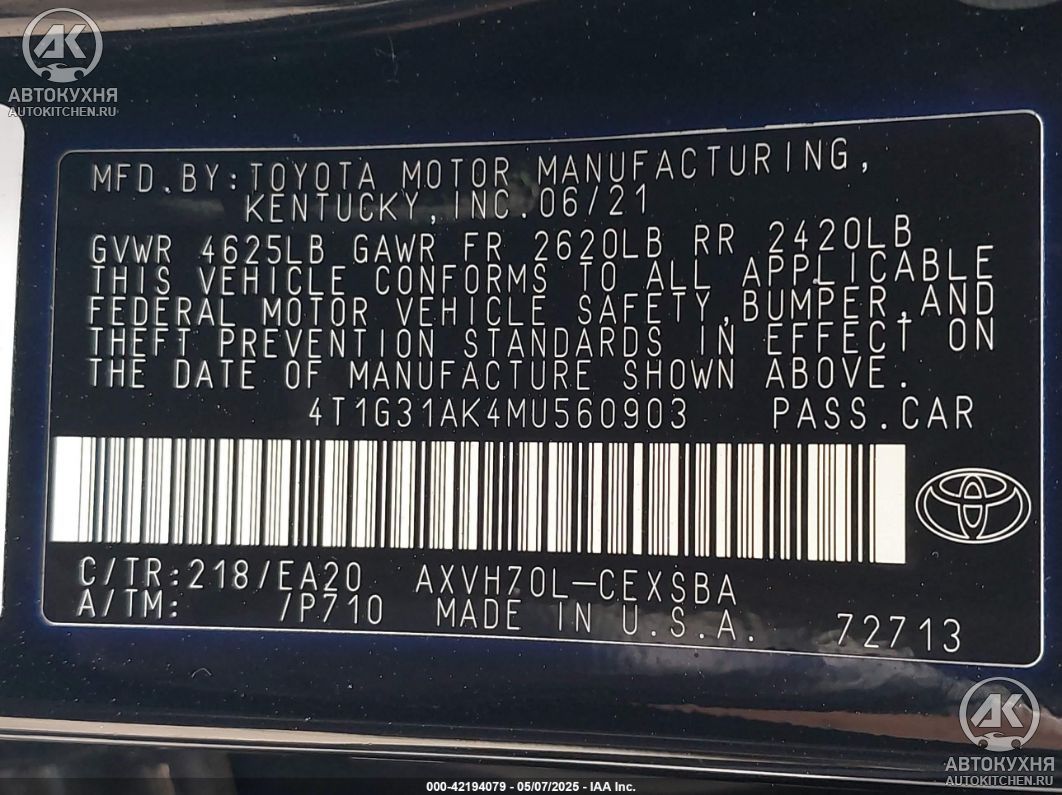 АК
АВТОКУХНЯ
AUTOKITCHEN.RU
MFD.BY:TOYOTA MOTOR MANUFACTURING,
KENTUCKY,INC.06/21
GVWR 4625LB GAWR FR 2620LB RR 2420LB
THIS VEHICLE CONFORMS TO ALL APPLICABLE
FEDERAL MOTOR VEHICLE SAFETY,BUMPER,AND
THEFT PREVENTION STANDARDS IN EFFECT ON
THE DATE OF MANUFACTURE SHOWN ABOVE.
4T1G31AK4MU560903 PASS.CAR
C/TR:218/EA20 AXVH70L-CEXSBA
A/TM: /P710 MADE IN U.S.A. 72713
АК
АВТОКУХНЯ
AUTOKITCHEN.RU
000-42194079 - 05/07/2025 - IAA Inc.